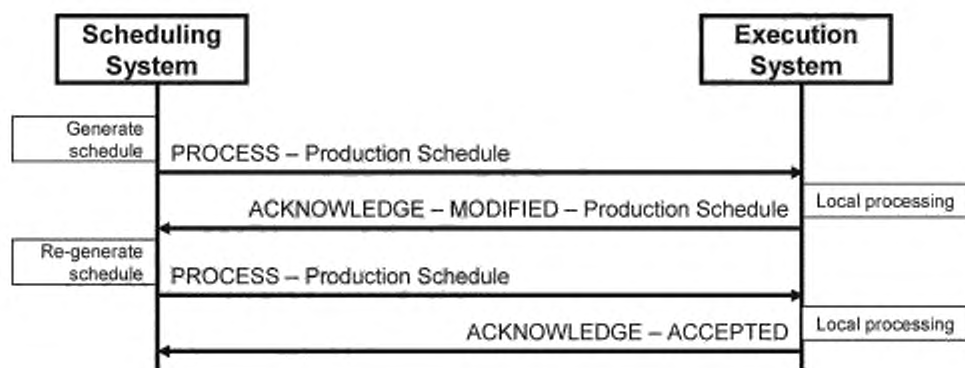 Scheduling
System
Execution
System
Generate
schedule
PROCESS – Production Schedule
Local processing
ACKNOWLEDGE – MODIFIED – Production Schedule
Re-generate
schedule
PROCESS – Production Schedule
Local processing
ACKNOWLEDGE – ACCEPTED